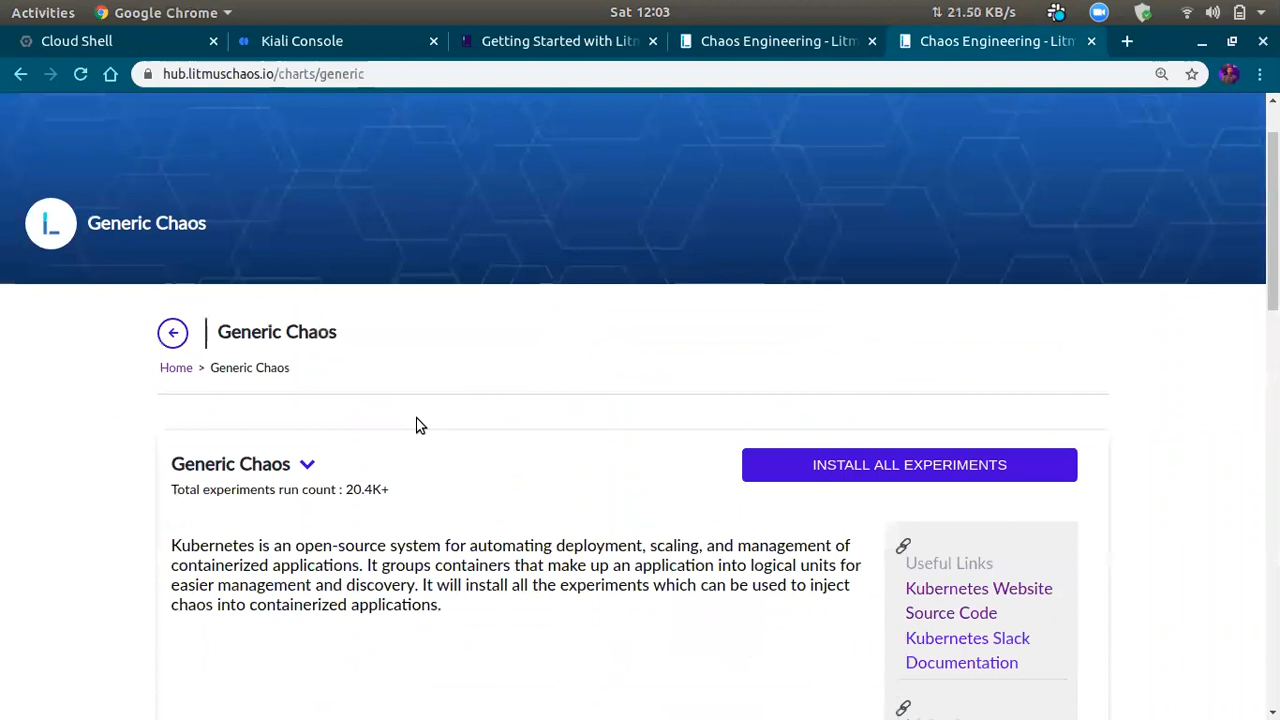 Activities Google Chrome Sat 12:03 21.50 KB/s
Cloud Shell Kiali Console Getting Started with Litn Chaos Engineering - Litm Chaos Engineering - Litm
hub.litmuschaos.io/charts/generic
Generic Chaos
Generic Chaos
Home > Generic Chaos
Generic Chaos
INSTALL ALL EXPERIMENTS
Total experiments run count : 20.4K+
Kubernetes is an open-source system for automating deployment, scaling, and management of
containerized applications. It groups containers that make up an application into logical units for
easier management and discovery. It will install all the experiments which can be used to inject
chaos into containerized applications.
Useful Links
Kubernetes Website
Source Code
Kubernetes Slack
Documentation